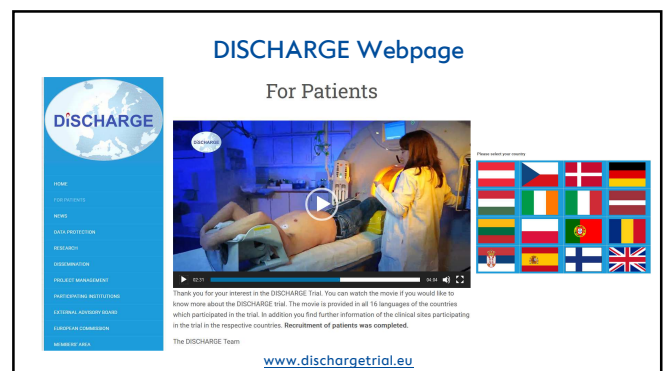 DISCHARGE Webpage
For Patients
DISCHARGE
HOME
FOR PATIENTS
NEWS
DATA PROTECTION
RESEARCH
DISSEMINATION
PROJECT MANAGEMENT
PARTICIPATING INSTITUTIONS
EXTERNAL ADVISORY BOARD
EUROPEAN COMMISSION
MEMBERS' AREA
DISCHARGE
02:31
04:04
Thank you for your interest in the DISCHARGE Trial. You can watch the movie if you would like to
know more about the DISCHARGE trial. The movie is provided in all 16 languages of the countries
which participated in the trial. In addition you find further information of the clinical sites participating
in the trial in the respective countries. Recruitment of patients was completed.
The DISCHARGE Team
Please select your country
www.dischargetrial.eu